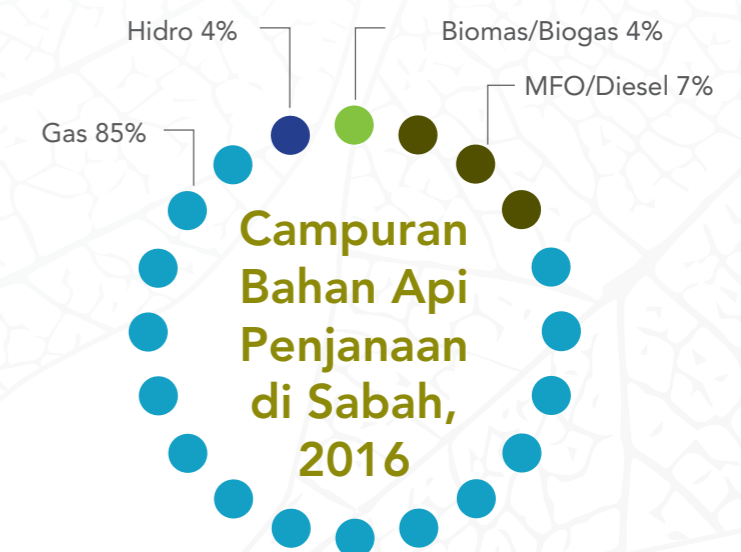 Hidro 4%
Biomas/Biogas 4%
MFO/Diesel 7%
Gas 85%
Campuran
Bahan Api
Penjanaan
di Sabah,
2016